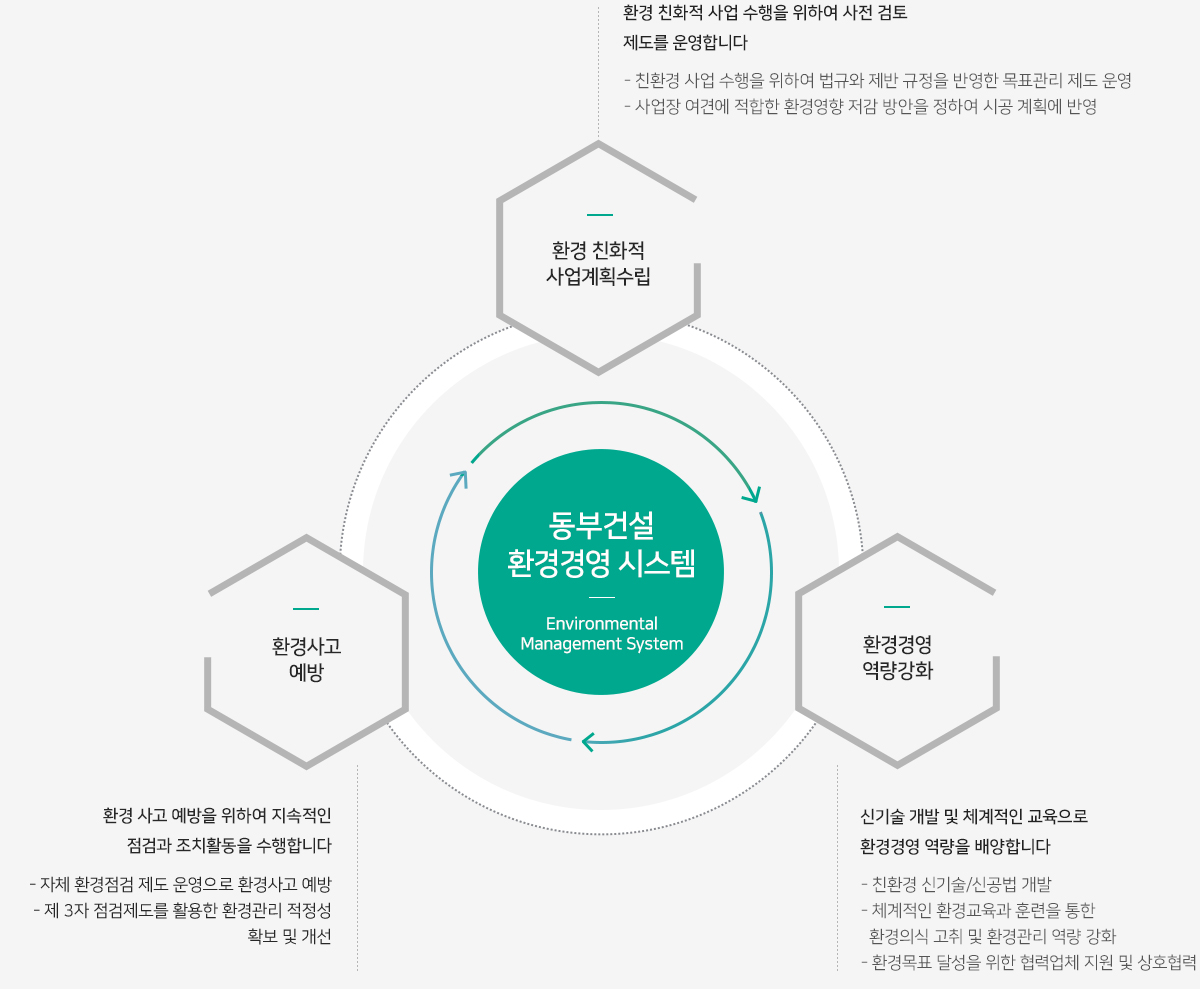 환경 친화적 사업 수행을 위하여 사전 검토
제도를 운영합니다
- 친환경 사업 수행을 위하여 법규와 제반 규정을 반영한 목표관리 제도 운영
- 사업장 여견에 적합한 환경영향 저감 방안을 정하여 시공 계획에 반영
환경 친화적
사업계획수립
동부건설
환경경영 시스템
Environmental
Management System
환경사고
예방
환경경영
역량강화
환경 사고 예방을 위하여 지속적인
점검과 조치활동을 수행합니다
- 자체 환경점검 제도 운영으로 환경사고 예방
- 제 3자 점검제도를 활용한 환경관리 적정성
확보 및 개선
신기술 개발 및 체계적인 교육으로
환경경영 역량을 배양합니다
- 친환경 신기술/신공법 개발
- 체계적인 환경교육과 훈련을 통한
환경의식 고취 및 환경관리 역량 강화
- 환경목표 달성을 위한 협력업체 지원 및 상호협력